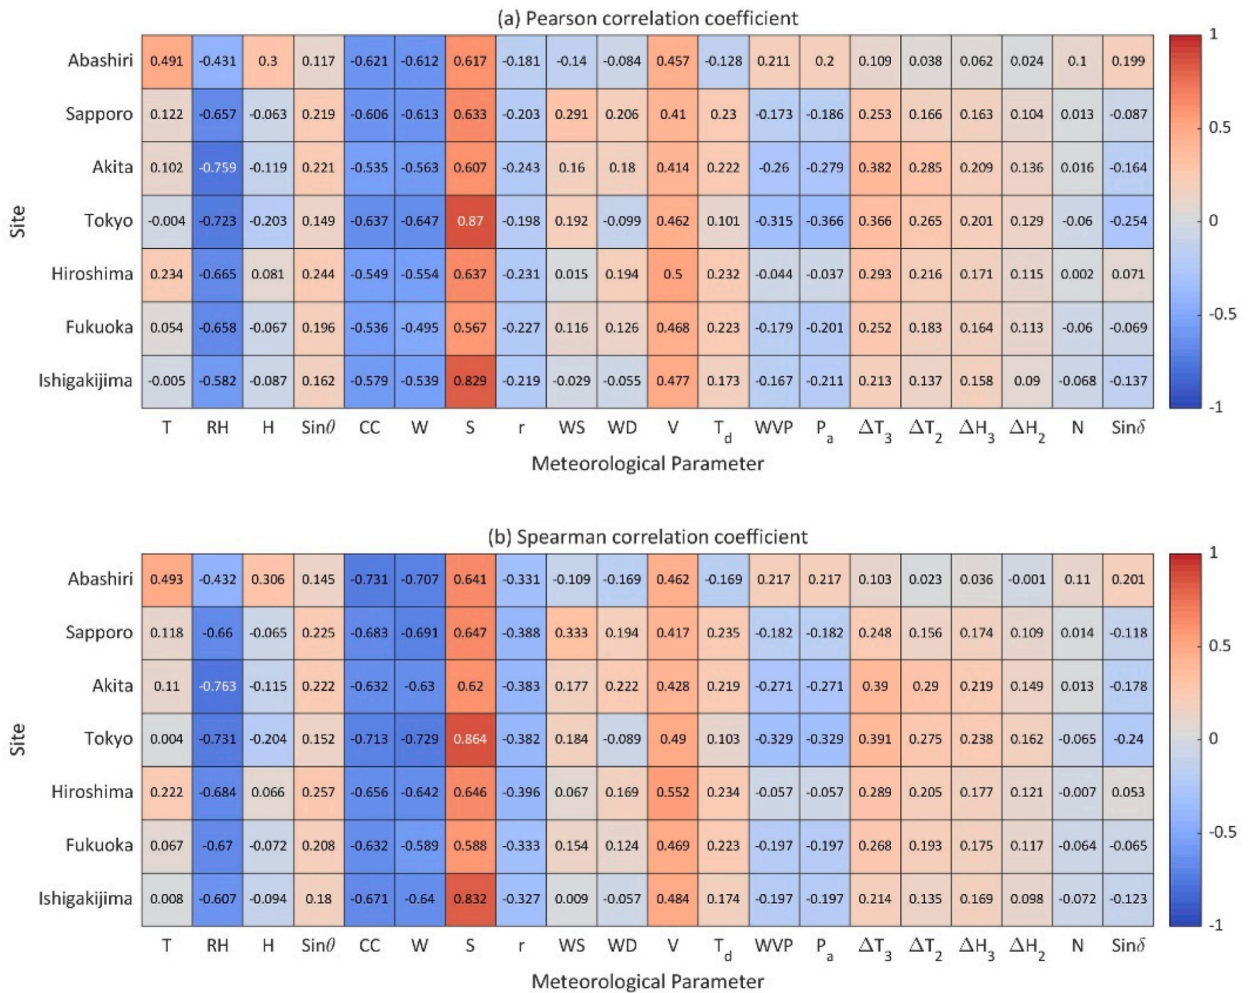 (a) Pearson correlation coefficient
Abashiri 0.491 -0.431 0.3 0.117 -0.621 -0.612 0.617 -0.181 -0.14 -0.084 0.457 -0.128 0.211 0.2 0.109 0.038 0.062 0.024 0.1 0.199
Sapporo 0.122 -0.657 -0.063 0.219 -0.606 -0.613 0.633 -0.203 0.291 0.206 0.41 0.23 -0.173 -0.186 0.253 0.166 0.163 0.104 0.013 -0.087
Akita 0.102 -0.759 -0.119 0.221 -0.535 -0.563 0.607 -0.243 0.16 0.18 0.414 0.222 -0.26 -0.279 0.382 0.285 0.209 0.136 0.016 -0.164
Tokyo -0.004 -0.723 -0.203 0.149 -0.637 -0.647 0.87 -0.198 0.192 -0.099 0.462 0.101 -0.315 -0.366 0.366 0.265 0.201 0.129 -0.06 -0.254
Hiroshima 0.234 -0.665 0.081 0.244 -0.549 -0.554 0.637 -0.231 0.015 0.194 0.5 0.232 -0.044 -0.037 0.293 0.216 0.171 0.115 0.002 0.071
Fukuoka 0.054 -0.658 -0.067 0.196 -0.536 -0.495 0.567 -0.227 0.116 0.126 0.468 0.223 -0.179 -0.201 0.252 0.183 0.164 0.113 -0.06 -0.069
Ishigakijima -0.005 -0.582 -0.087 0.162 -0.579 -0.539 0.829 -0.219 -0.029 -0.055 0.477 0.173 -0.167 -0.211 0.213 0.137 0.158 0.09 -0.068 -0.137
T RH H Sinθ CC W S r WS WD V T_d WVP P_a ΔT_3 ΔT_2 ΔH_3 ΔH_2 N Sinδ
Meteorological Parameter
Site
1
0.5
0
-0.5
-1
(b) Spearman correlation coefficient
Abashiri 0.493 -0.432 0.306 0.145 -0.731 -0.707 0.641 -0.331 -0.109 -0.169 0.462 -0.169 0.217 0.217 0.103 0.023 0.036 -0.001 0.11 0.201
Sapporo 0.118 -0.66 -0.065 0.225 -0.683 -0.691 0.647 -0.388 0.333 0.194 0.417 0.235 -0.182 -0.182 0.248 0.156 0.174 0.109 0.014 -0.118
Akita 0.11 -0.763 -0.115 0.222 -0.632 -0.63 0.62 -0.383 0.177 0.222 0.428 0.219 -0.271 -0.271 0.39 0.29 0.219 0.149 0.013 -0.178
Tokyo 0.004 -0.731 -0.204 0.152 -0.713 -0.729 0.864 -0.382 0.184 -0.089 0.49 0.103 -0.329 -0.329 0.391 0.275 0.238 0.162 -0.065 -0.24
Hiroshima 0.222 -0.684 0.066 0.257 -0.656 -0.642 0.646 -0.396 0.067 0.169 0.552 0.234 -0.057 -0.057 0.289 0.205 0.177 0.121 -0.007 0.053
Fukuoka 0.067 -0.67 -0.072 0.208 -0.632 -0.589 0.588 -0.333 0.154 0.124 0.469 0.223 -0.197 -0.197 0.268 0.193 0.175 0.117 -0.064 -0.065
Ishigakijima 0.008 -0.607 -0.094 0.18 -0.671 -0.64 0.832 -0.327 0.009 -0.057 0.484 0.174 -0.197 -0.197 0.214 0.135 0.169 0.098 -0.072 -0.123
T RH H Sinθ CC W S r WS WD V T_d WVP P_a ΔT_3 ΔT_2 ΔH_3 ΔH_2 N Sinδ
Meteorological Parameter
Site
1
0.5
0
-0.5
-1